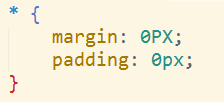 * {
    margin: 0PX;
    padding: 0px;
}